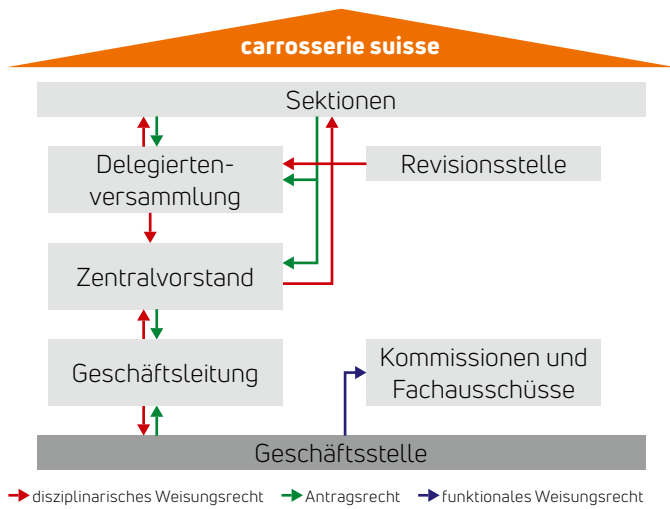 carrosserie suisse
Sektionen
Delegierten-
versammlung
Revisionsstelle
Zentralvorstand
Geschäftsleitung
Kommissionen und
Fachausschüsse
Geschäftsstelle
disziplinarisches Weisungsrecht
Antragsrecht
funktionales Weisungsrecht